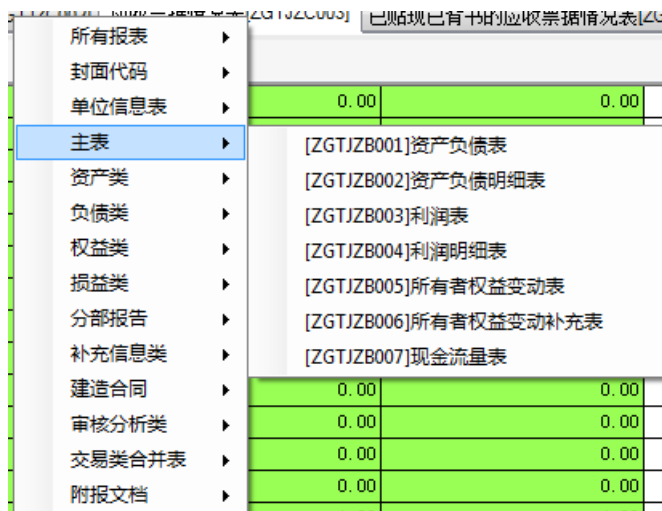 [ZGTJZC003] 已贴现已背书的应收票据情况表[ZG
所有报表
封面代码
单位信息表
0.00 0.00
主表
[ZGTJZB001]资产负债表
资产类
[ZGTJZB002]资产负债明细表
负债类
[ZGTJZB003]利润表
权益类
[ZGTJZB004]利润明细表
损益类
[ZGTJZB005]所有者权益变动表
分部报告
[ZGTJZB006]所有者权益变动补充表
补充信息类
[ZGTJZB007]现金流量表
建造合同
0.00 0.00
审核分析类
0.00 0.00
交易类合并表
0.00 0.00
附报文档
0.00 0.00